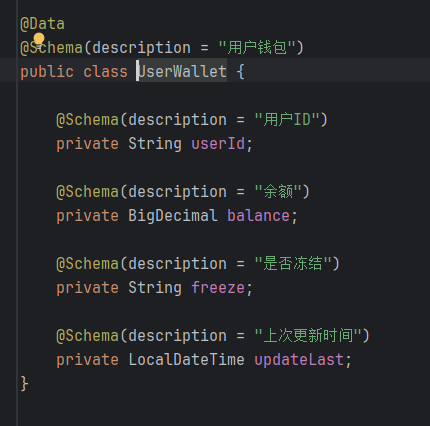 @Data
@Schema(description = "用户钱包")
public class UserWallet {
@Schema(description = "用户ID")
private String userId;
@Schema(description = "余额")
private BigDecimal balance;
@Schema(description = "是否冻结")
private String freeze;
@Schema(description = "上次更新时间")
private LocalDateTime updateLast;
}